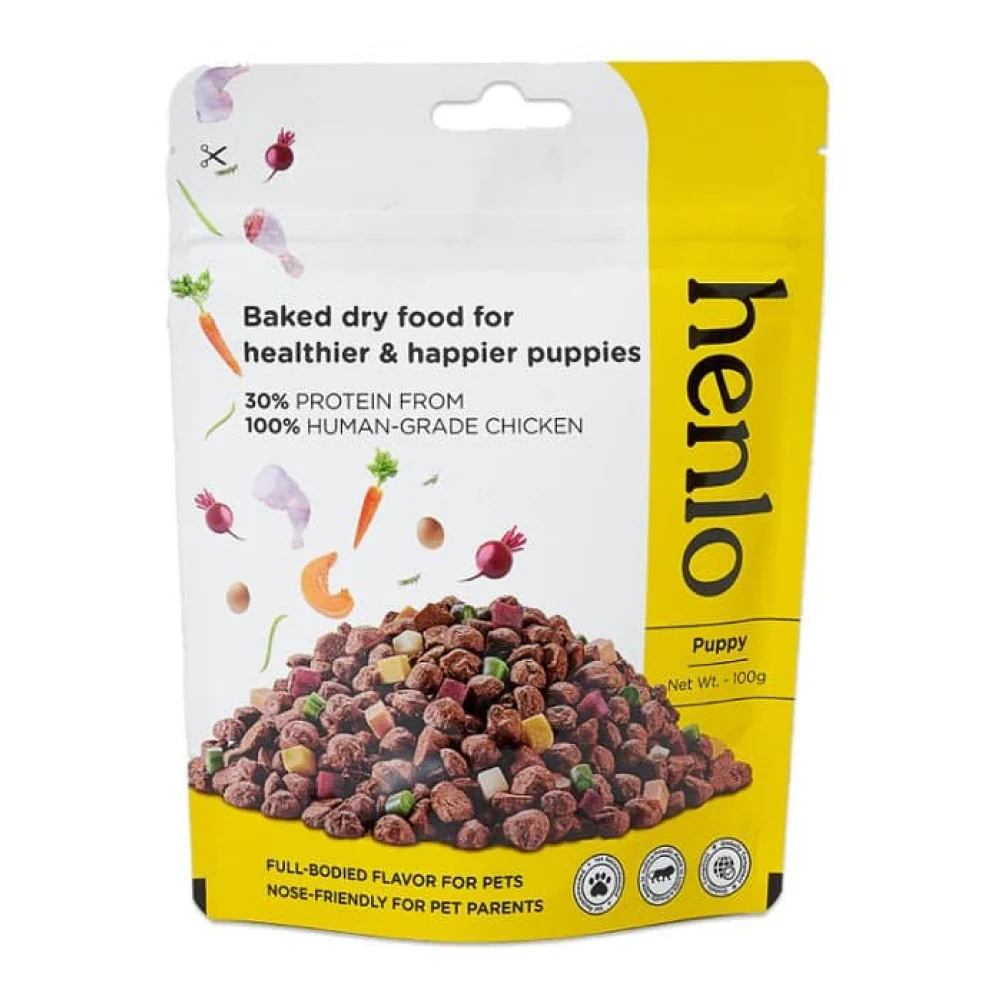 Baked dry food for
healthier & happier puppies
30% PROTEIN FROM
100% HUMAN-GRADE CHICKEN
henlo
Puppy
Net Wt. - 100g
FULL-BODIED FLAVOR FOR PETS
NOSE-FRIENDLY FOR PET PARENTS